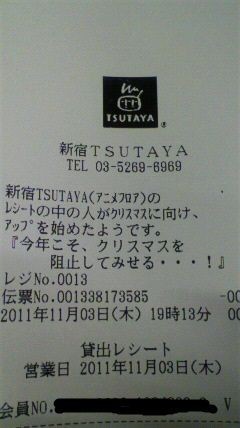 TSUTAYA
新宿TSUTAYA
TEL 03-5269-6969
新宿TSUTAYA(ｱﾆﾒﾌﾛｱ)の
ﾚｼｰﾄの中の人がｸﾘｽﾏｽに向け、
ｱｯﾌﾟを始めたようです。
『今年こそ、クリスマスを
阻止してみせる・・・!』
レジNo.0013
伝票No.001338173585 -00
2011年11月03日(木) 19時13分 00
貸出レシート
営業日 2011年11月03日(木)
会員NO. V